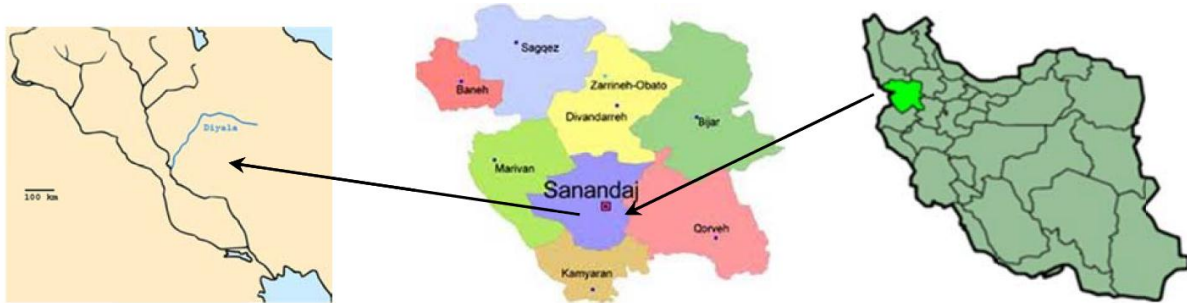 Diyala
100 km
Saqqez
Baneh
Zarrineh-Obato
Divandarreh
Bijar
Marivan
Sanandaj
Qorveh
Kamyaran